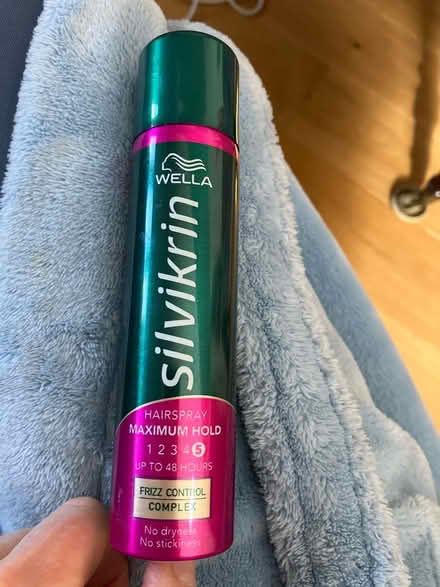 WELLA
silvikrin
HAIRSPRAY
MAXIMUM HOLD
1 2 3 4 5
UP TO 48 HOURS
FRIZZ CONTROL
COMPLEX
No dryness
No stickiness